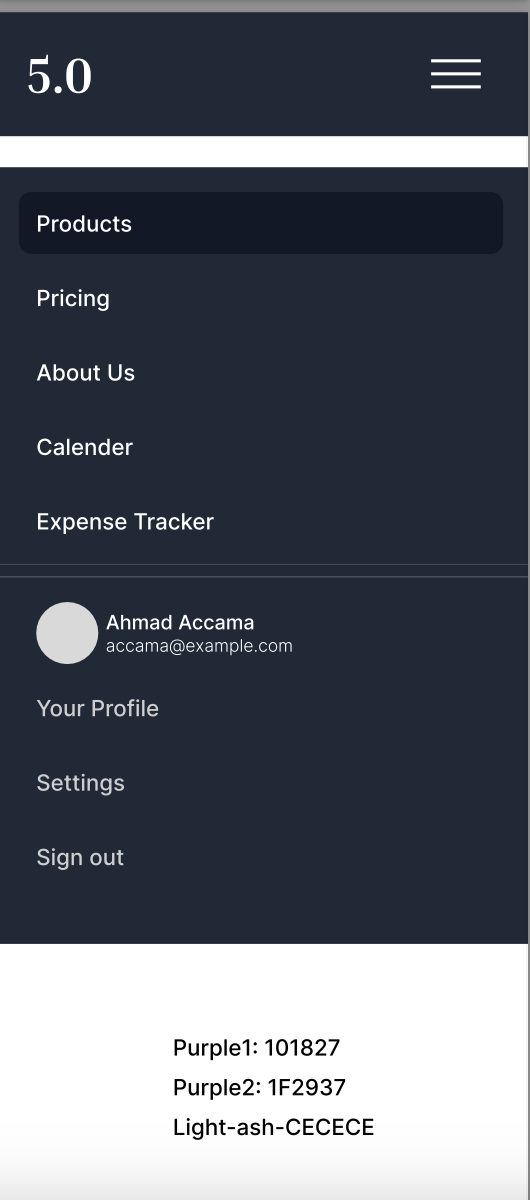 5.0
Products
Pricing
About Us
Calender
Expense Tracker
Ahmad Accama
accama@example.com
Your Profile
Settings
Sign out
Purple1: 101827
Purple2: 1F2937
Light-ash-CECECE